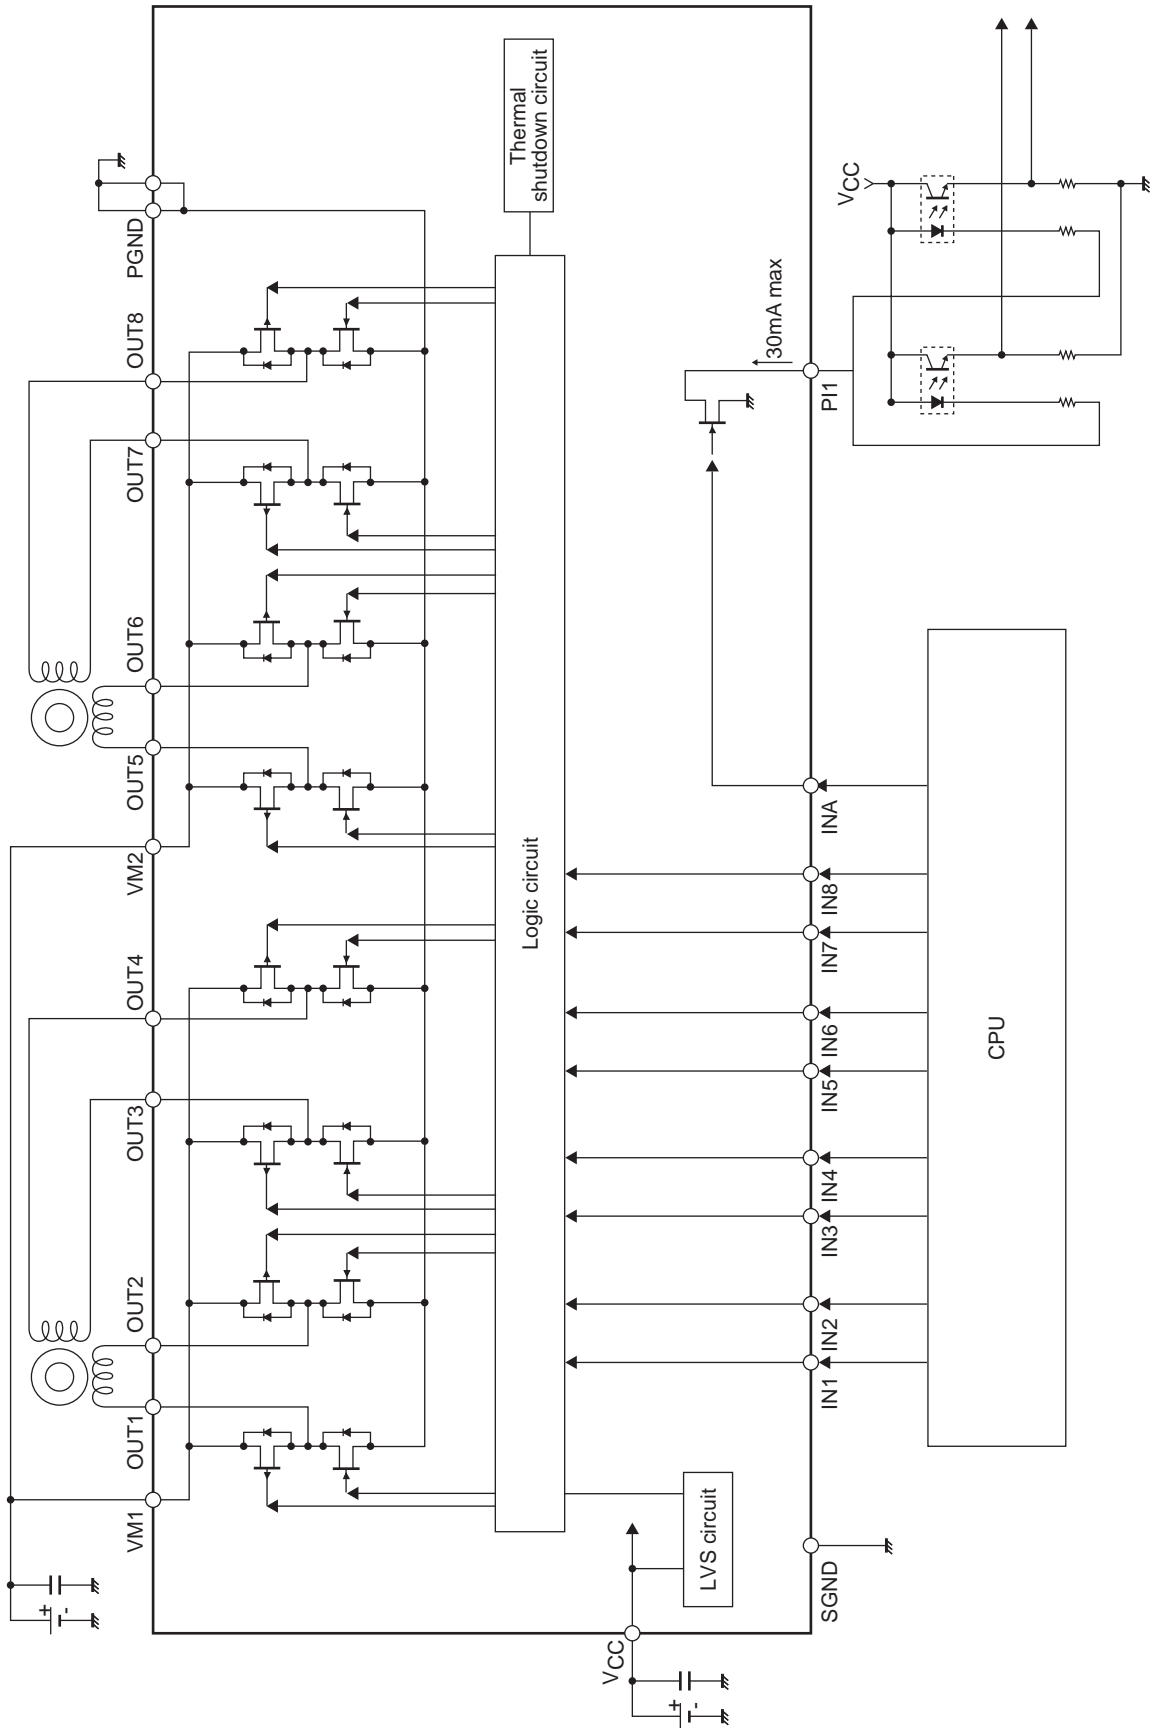 VM1
OUT1
OUT2
OUT3
OUT4
VM2
OUT5
OUT6
OUT7
OUT8
PGND
+
-
Thermal
shutdown circuit
Logic circuit
LVS circuit
VCC
+
-
SGND
IN1
IN2
IN3
IN4
IN5
IN6
IN7
IN8
INA
PI1
30mA max
VCC
CPU